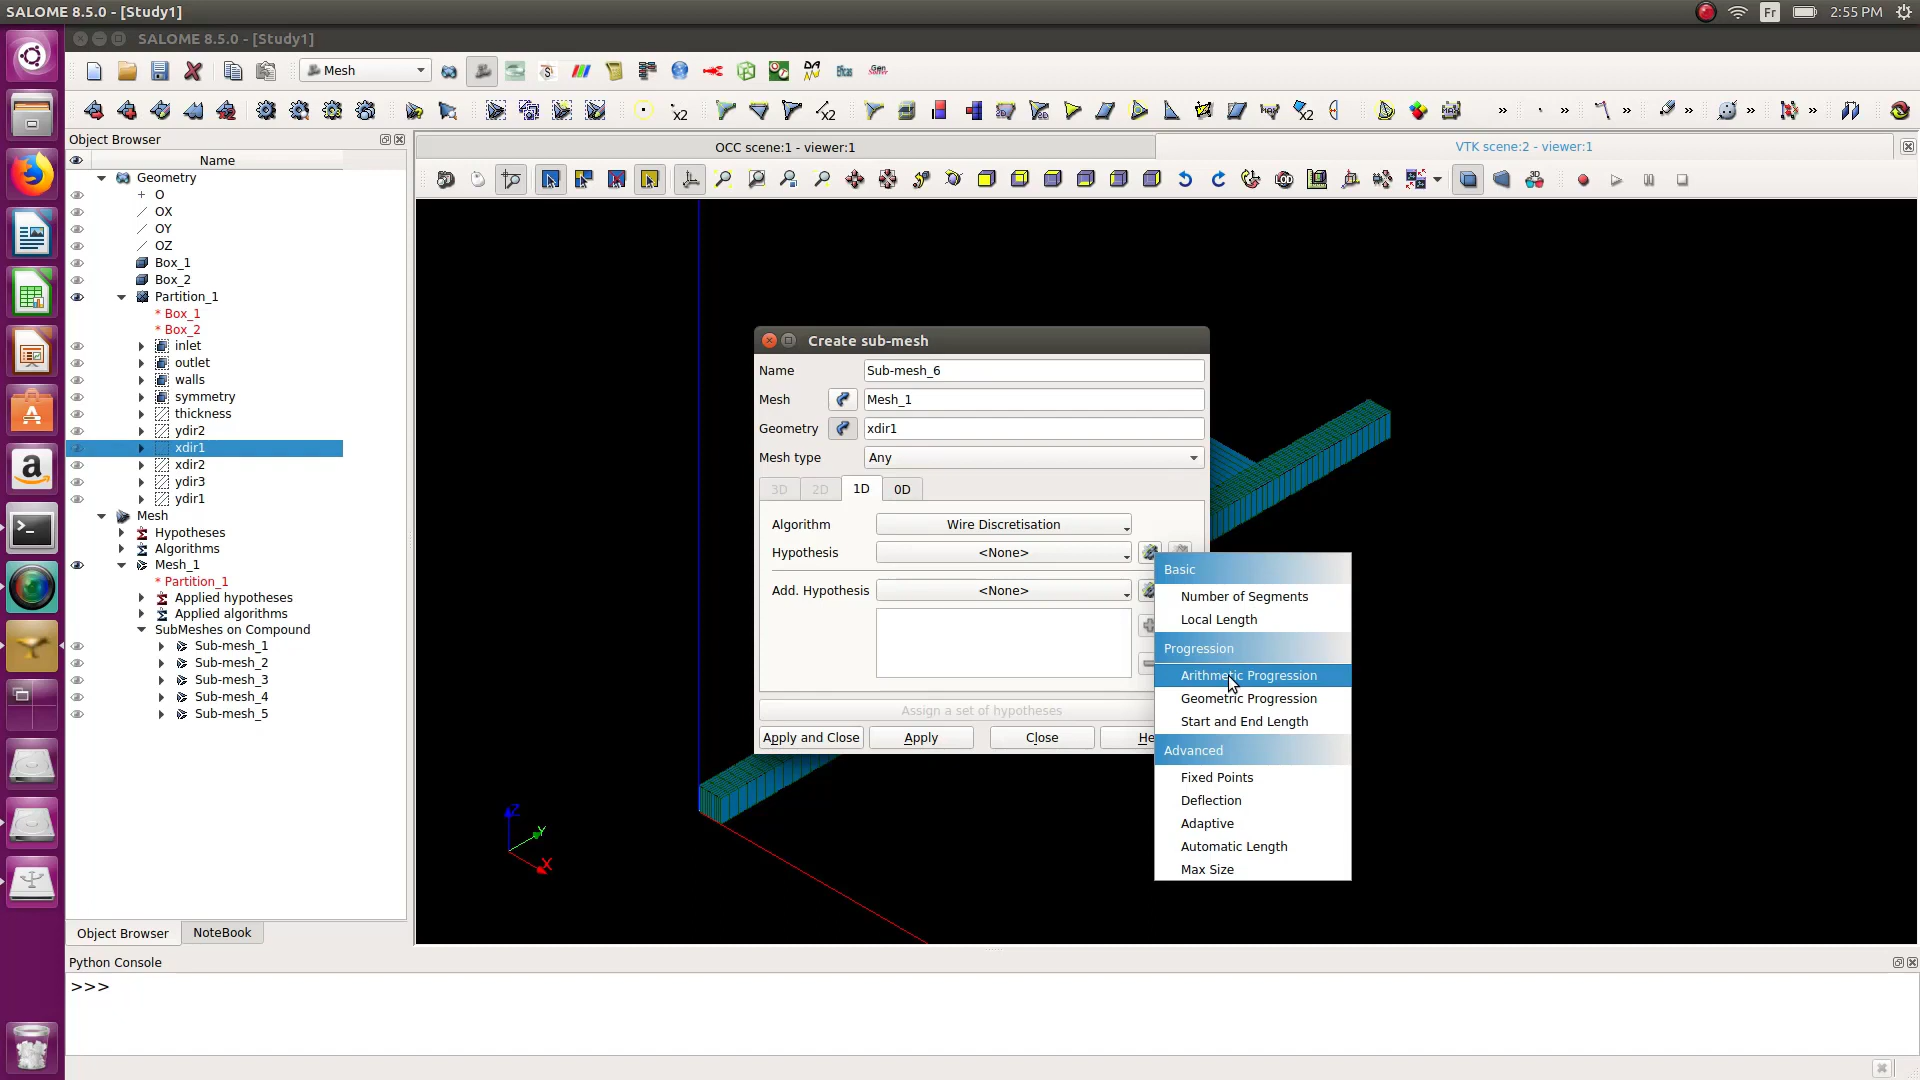 SALOME 8.5.0 - [Study1]
Fr
2:55 PM
SALOME 8.5.0 - [Study1]
Mesh
Object Browser
Name
Geometry
O
OX
OY
OZ
Box_1
Box_2
Partition_1
* Box_1
* Box_2
inlet
outlet
walls
symmetry
thickness
ydir2
xdir1
xdir2
ydir3
ydir1
Mesh
Hypotheses
Algorithms
Mesh_1
* Partition_1
Applied hypotheses
Applied algorithms
SubMeshes on Compound
Sub-mesh_1
Sub-mesh_2
Sub-mesh_3
Sub-mesh_4
Sub-mesh_5
Object Browser
NoteBook
OCC scene:1 - viewer:1
VTK scene:2 - viewer:1
Create sub-mesh
Name
Sub-mesh_6
Mesh
Mesh_1
Geometry
xdir1
Mesh type
Any
3D
2D
1D
0D
Algorithm
Wire Discretisation
Hypothesis
<None>
Add. Hypothesis
<None>
Assign a set of hypotheses
Apply and Close
Apply
Close
He
Basic
Number of Segments
Local Length
Progression
Arithmetic Progression
Geometric Progression
Start and End Length
Advanced
Fixed Points
Deflection
Adaptive
Automatic Length
Max Size
Z
Y
X
Python Console
>>>